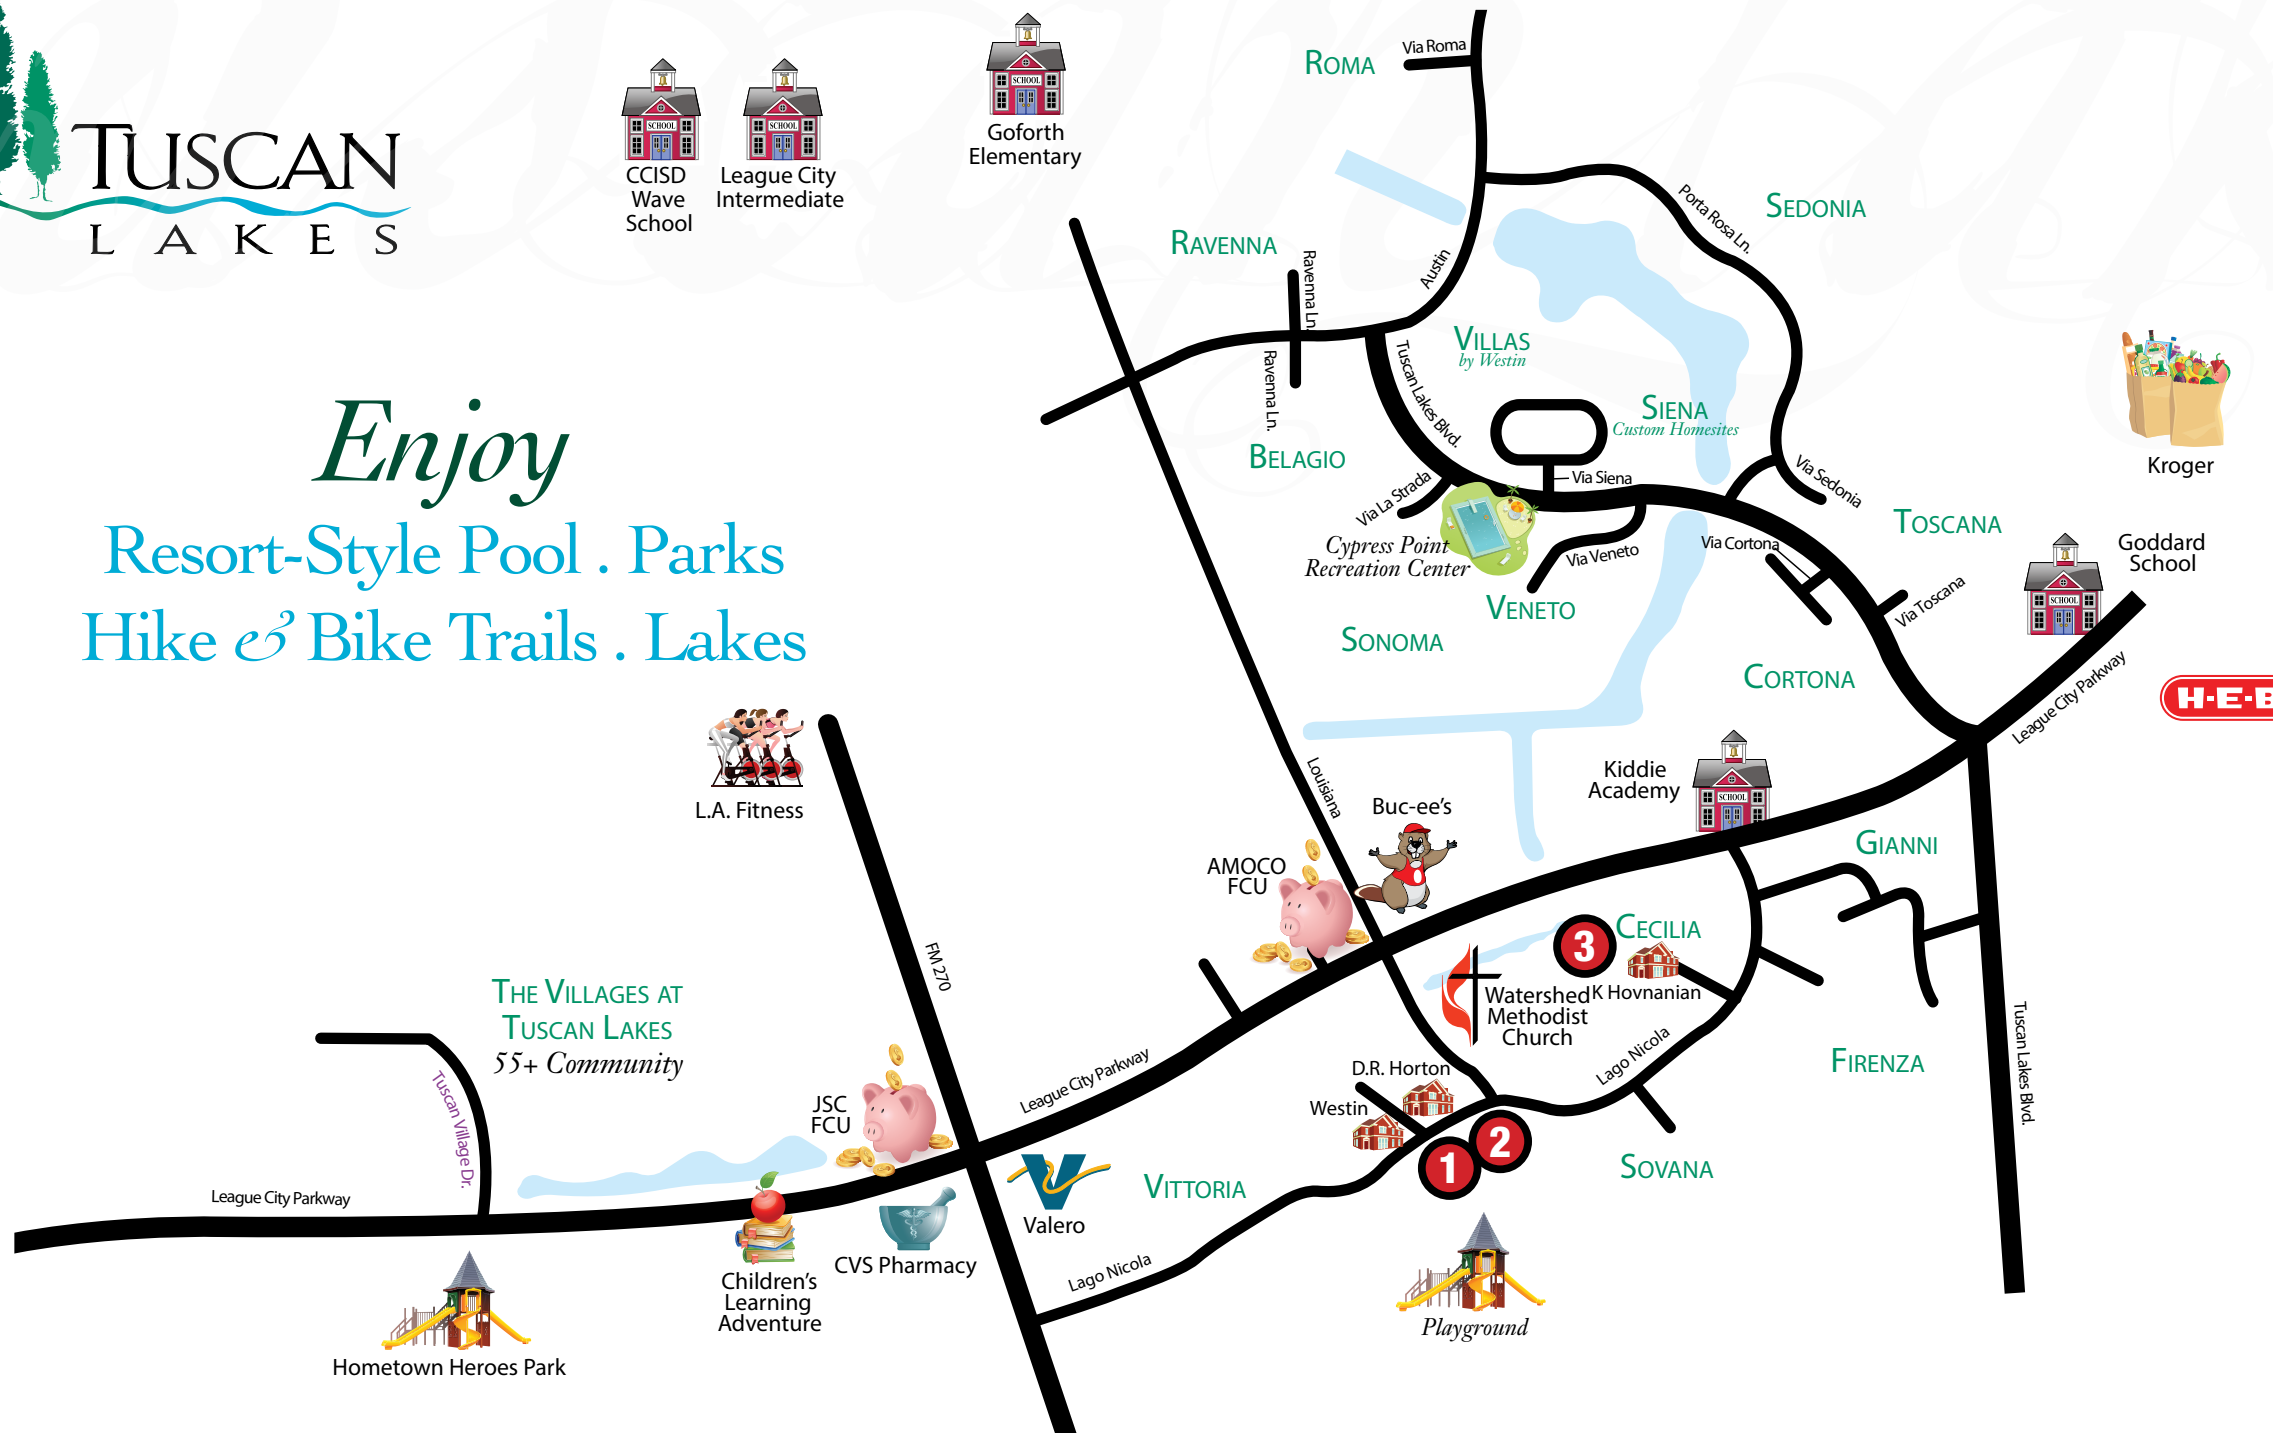 TUSCAN
LAKES
Enjoy
Resort-Style Pool . Parks
Hike & Bike Trails . Lakes
SCHOOL
CCISD
Wave
School
SCHOOL
League City
Intermediate
SCHOOL
Goforth
Elementary
ROMA
Via Roma
SEDONIA
Porta Rosa Ln.
RAVENNA
Ravenna Ln.
Austin
VILLAS
by Westin
Ravenna Ln.
Tuscan Lakes Blvd.
SIENA
Custom Homesites
Kroger
BELAGIO
Via La Strada
Via Siena
Via Sedonia
TOSCANA
Cypress Point
Recreation Center
Via Veneto
Via Cortona
Via Toscana
SCHOOL
Goddard
School
VENETO
SONOMA
CORTONA
League City Parkway
H-E-B
L.A. Fitness
Louisiana
Buc-ee's
Kiddie
Academy
SCHOOL
AMOCO
FCU
GIANNI
CECILIA
3
K Hovnanian
Watershed
Methodist
Church
FM 270
THE VILLAGES AT
TUSCAN LAKES
55+ Community
Tuscan Village Dr.
JSC
FCU
League City Parkway
D.R. Horton
Westin
Lago Nicola
FIRENZA
Tuscan Lakes Blvd.
1
2
SOVANA
VITTORIA
League City Parkway
Valero
CVS Pharmacy
Lago Nicola
Children's
Learning
Adventure
Playground
Hometown Heroes Park